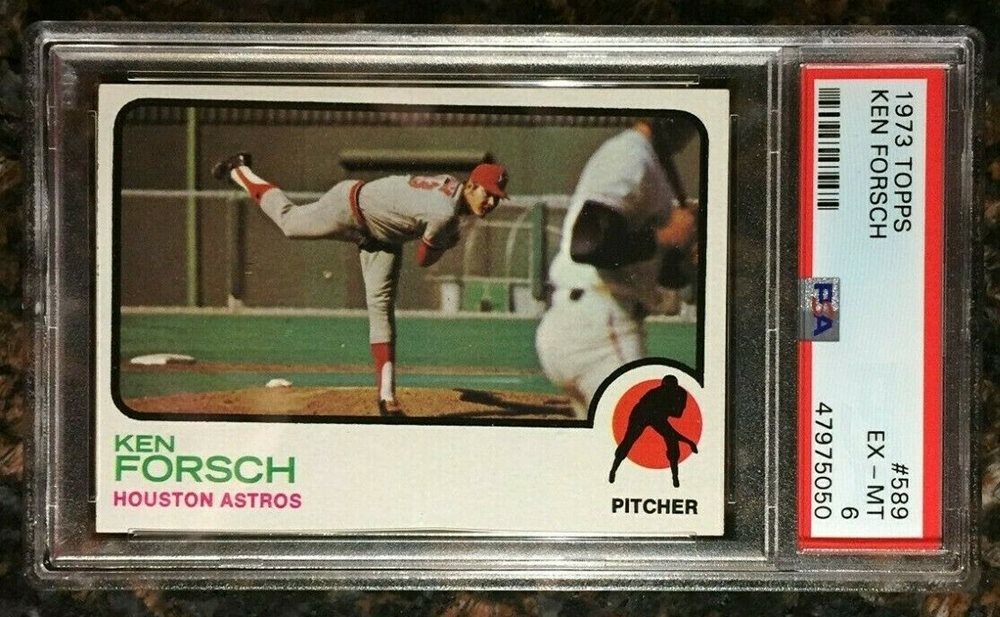 KEN
FORSCH
HOUSTON ASTROS
PITCHER
1973 TOPPS
KEN FORSCH
#589
EX - MT
6
PSA
47975050